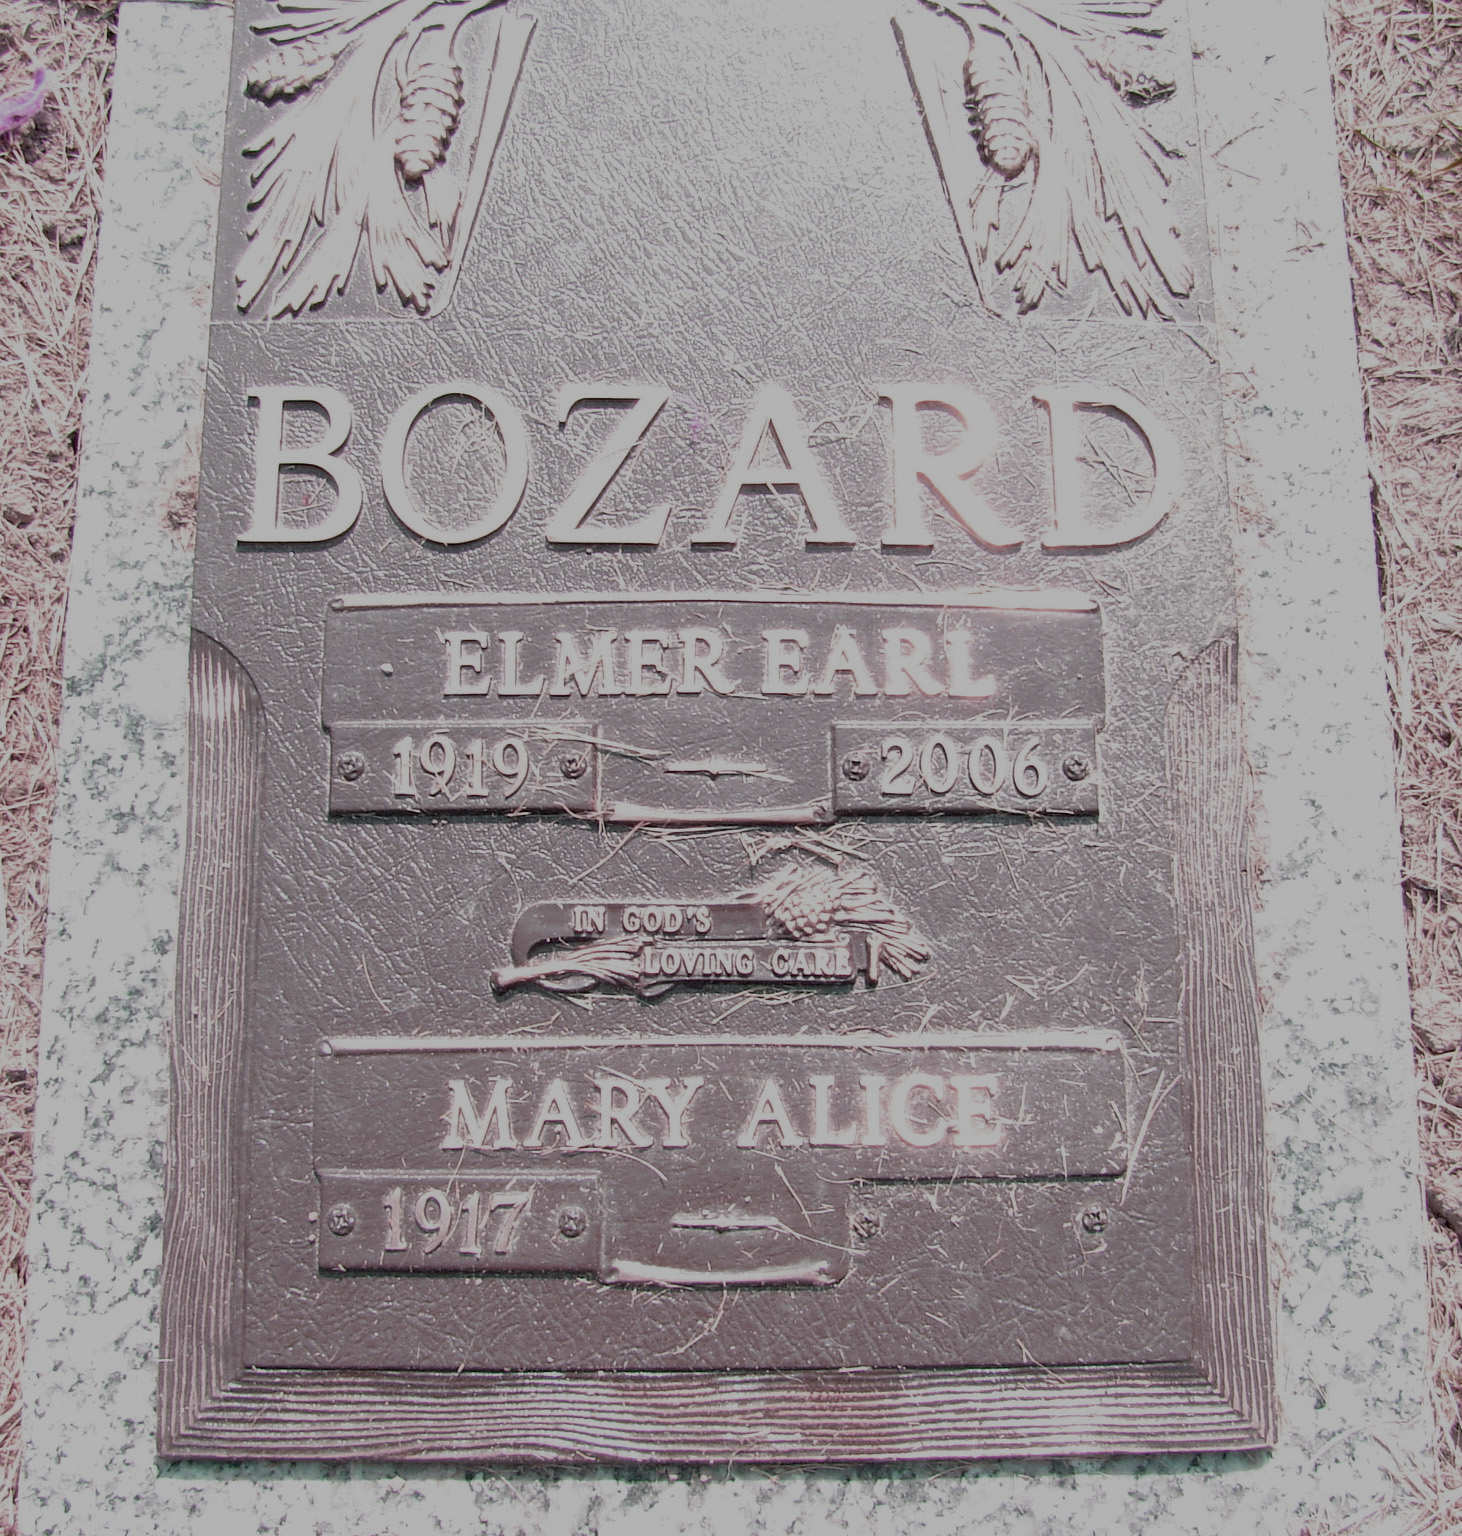 BOZARD
ELMER EARL
1919 — 2006
IN GOD'S
LOVING CARE
MARY ALICE
1917 —